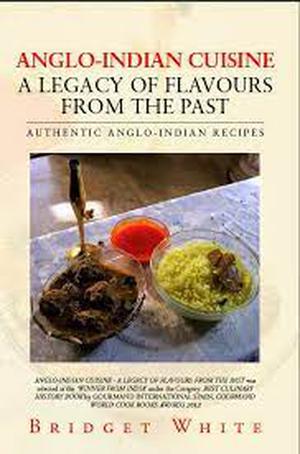 ANGLO-INDIAN CUISINE
A LEGACY OF FLAVOURS
FROM THE PAST
AUTHENTIC ANGLO-INDIAN RECIPES
ANGLO-INDIAN CUISINE - A LEGACY OF FLAVOURS FROM THE PAST was
selected as the 'WINNER FROM INDIA' under the Category, BEST CULINARY
HISTORY BOOK by GOURMAND INTERNATIONAL SPAIN, GOURMAND
WORLD COOK BOOKS AWARDS 2012
BRIDGET WHITE